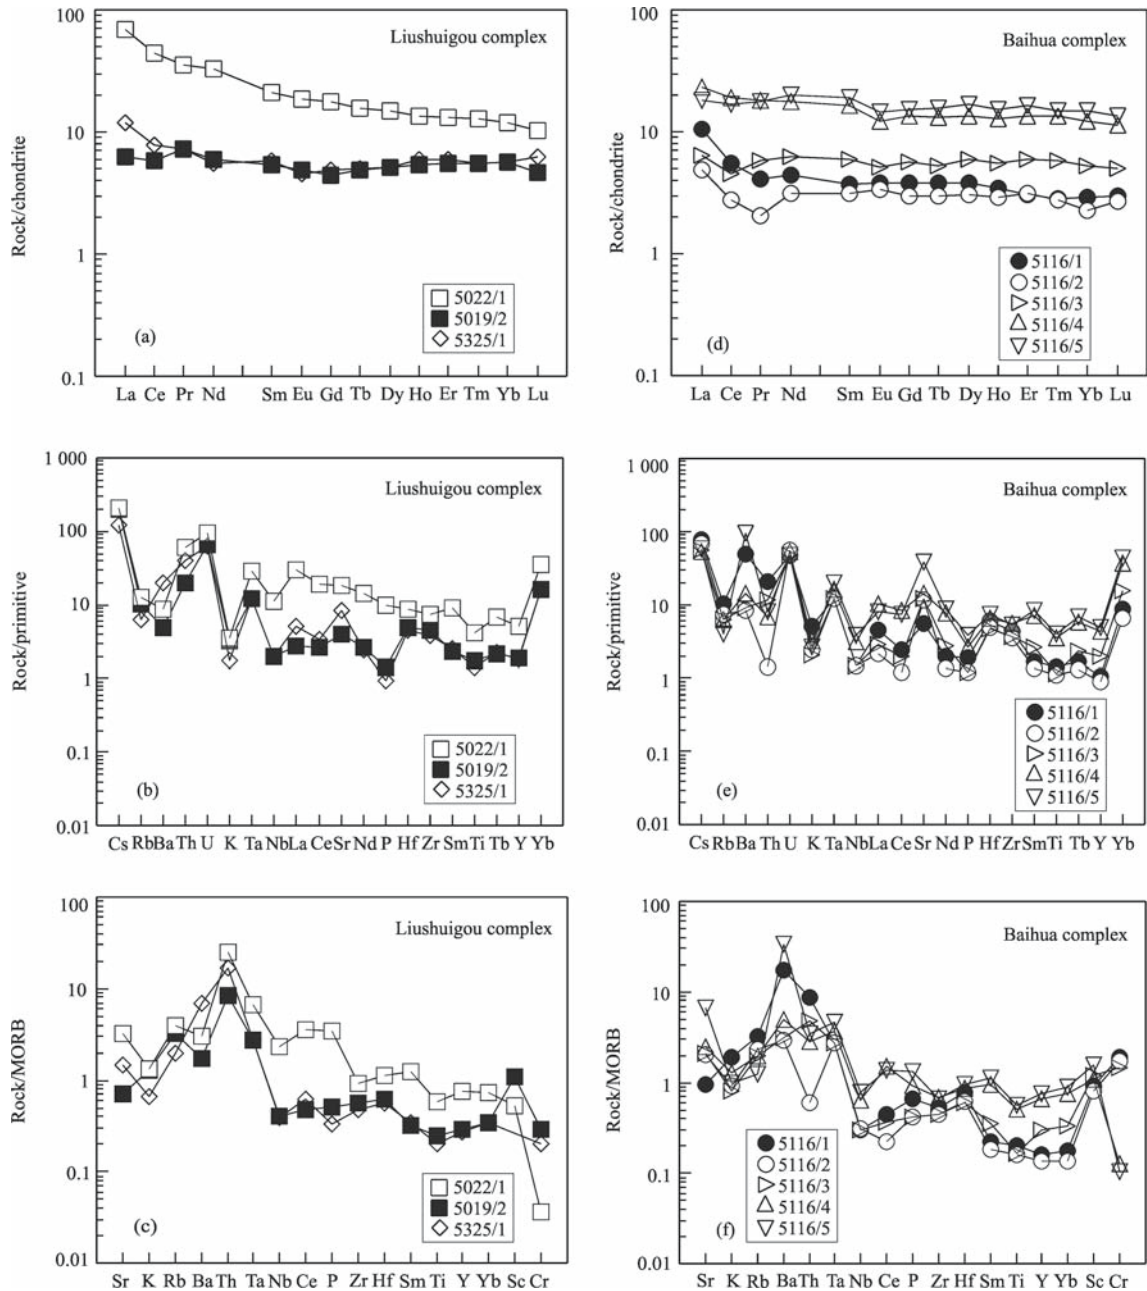 100
10
1
0.1
Rock/chondrite
Liushuigou complex
5022/1
5019/2
5325/1
(a)
La Ce Pr Nd Sm Eu Gd Tb Dy Ho Er Tm Yb Lu
100
10
1
0.1
Rock/chondrite
Baihua complex
5116/1
5116/2
5116/3
5116/4
5116/5
(d)
La Ce Pr Nd Sm Eu Gd Tb Dy Ho Er Tm Yb Lu
1 000
100
10
1
0.1
0.01
Rock/primitive
Liushuigou complex
5022/1
5019/2
5325/1
(b)
Cs Rb Ba Th U K Ta Nb La Ce Sr Nd P Hf Zr Sm Ti Tb Y Yb
1 000
100
10
1
0.1
0.01
Rock/primitive
Baihua complex
5116/1
5116/2
5116/3
5116/4
5116/5
(e)
Cs Rb Ba Th U K Ta Nb La Ce Sr Nd P Hf Zr Sm Ti Tb Y Yb
100
10
1
0.1
0.01
Rock/MORB
Liushuigou complex
5022/1
5019/2
5325/1
(c)
Sr K Rb Ba Th Ta Nb Ce P Zr Hf Sm Ti Y Yb Sc Cr
100
10
1
0.1
0.01
Rock/MORB
Baihua complex
5116/1
5116/2
5116/3
5116/4
5116/5
(f)
Sr K Rb Ba Th Ta Nb Ce P Zr Hf Sm Ti Y Yb Sc Cr